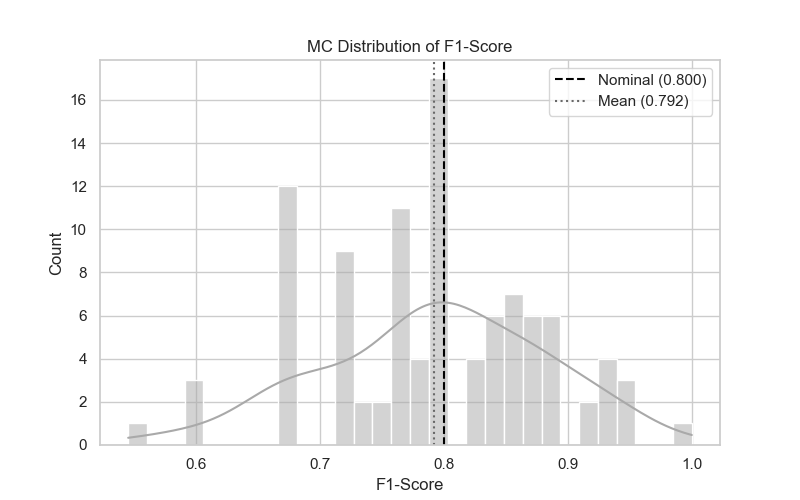 MC Distribution of F1-Score
Nominal (0.800)
Mean (0.792)
Count
16
14
12
10
8
6
4
2
0
0.6 0.7 0.8 0.9 1.0
F1-Score